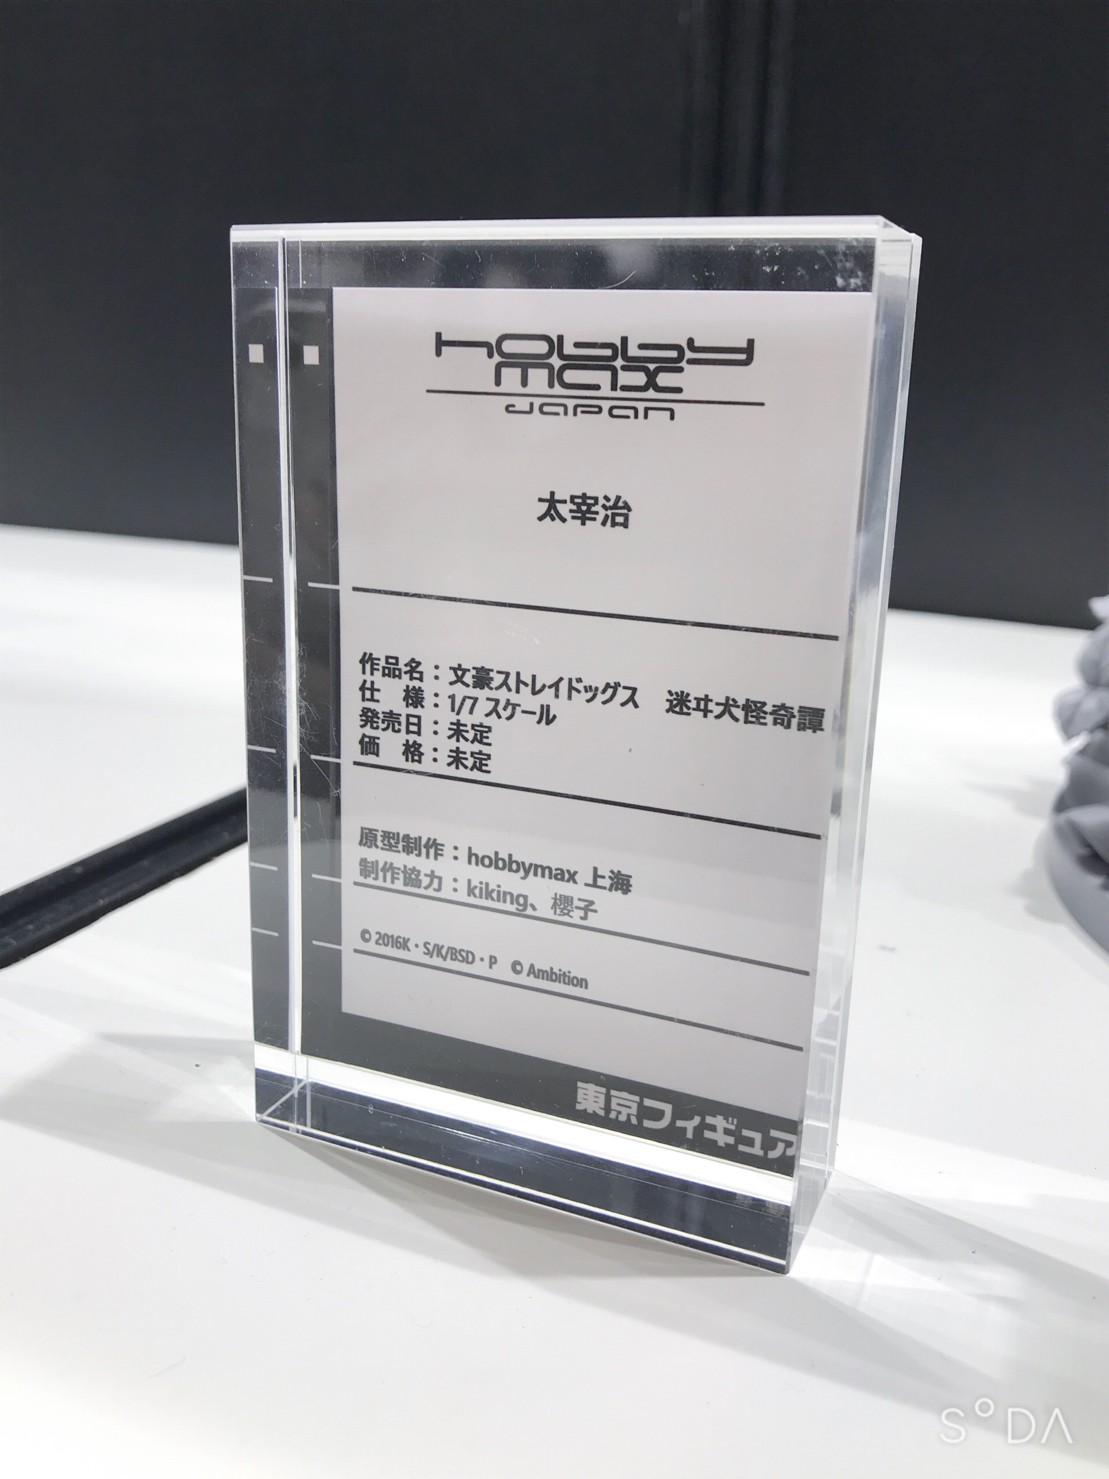 hobby
max
JAPAN
太宰治
作品名：文豪ストレイドッグス　迷ヰ犬怪奇譚
仕　様：1/7 スケール
発売日：未定
価　格：未定
原型制作：hobbymax 上海
制作協力：kiking、櫻子
© 2016K・S/K/BSD・P　© Ambition
東京フィギュア
SODA